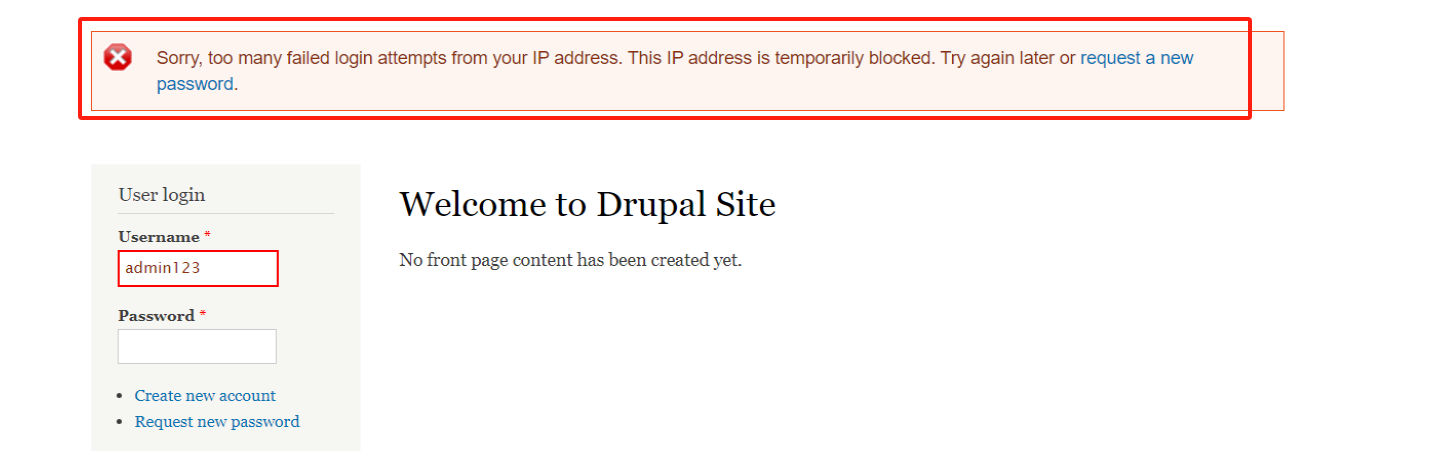 Sorry, too many failed login attempts from your IP address. This IP address is temporarily blocked. Try again later or request a new
password.
User login
Username *
admin123
Password *
Create new account
Request new password
Welcome to Drupal Site
No front page content has been created yet.